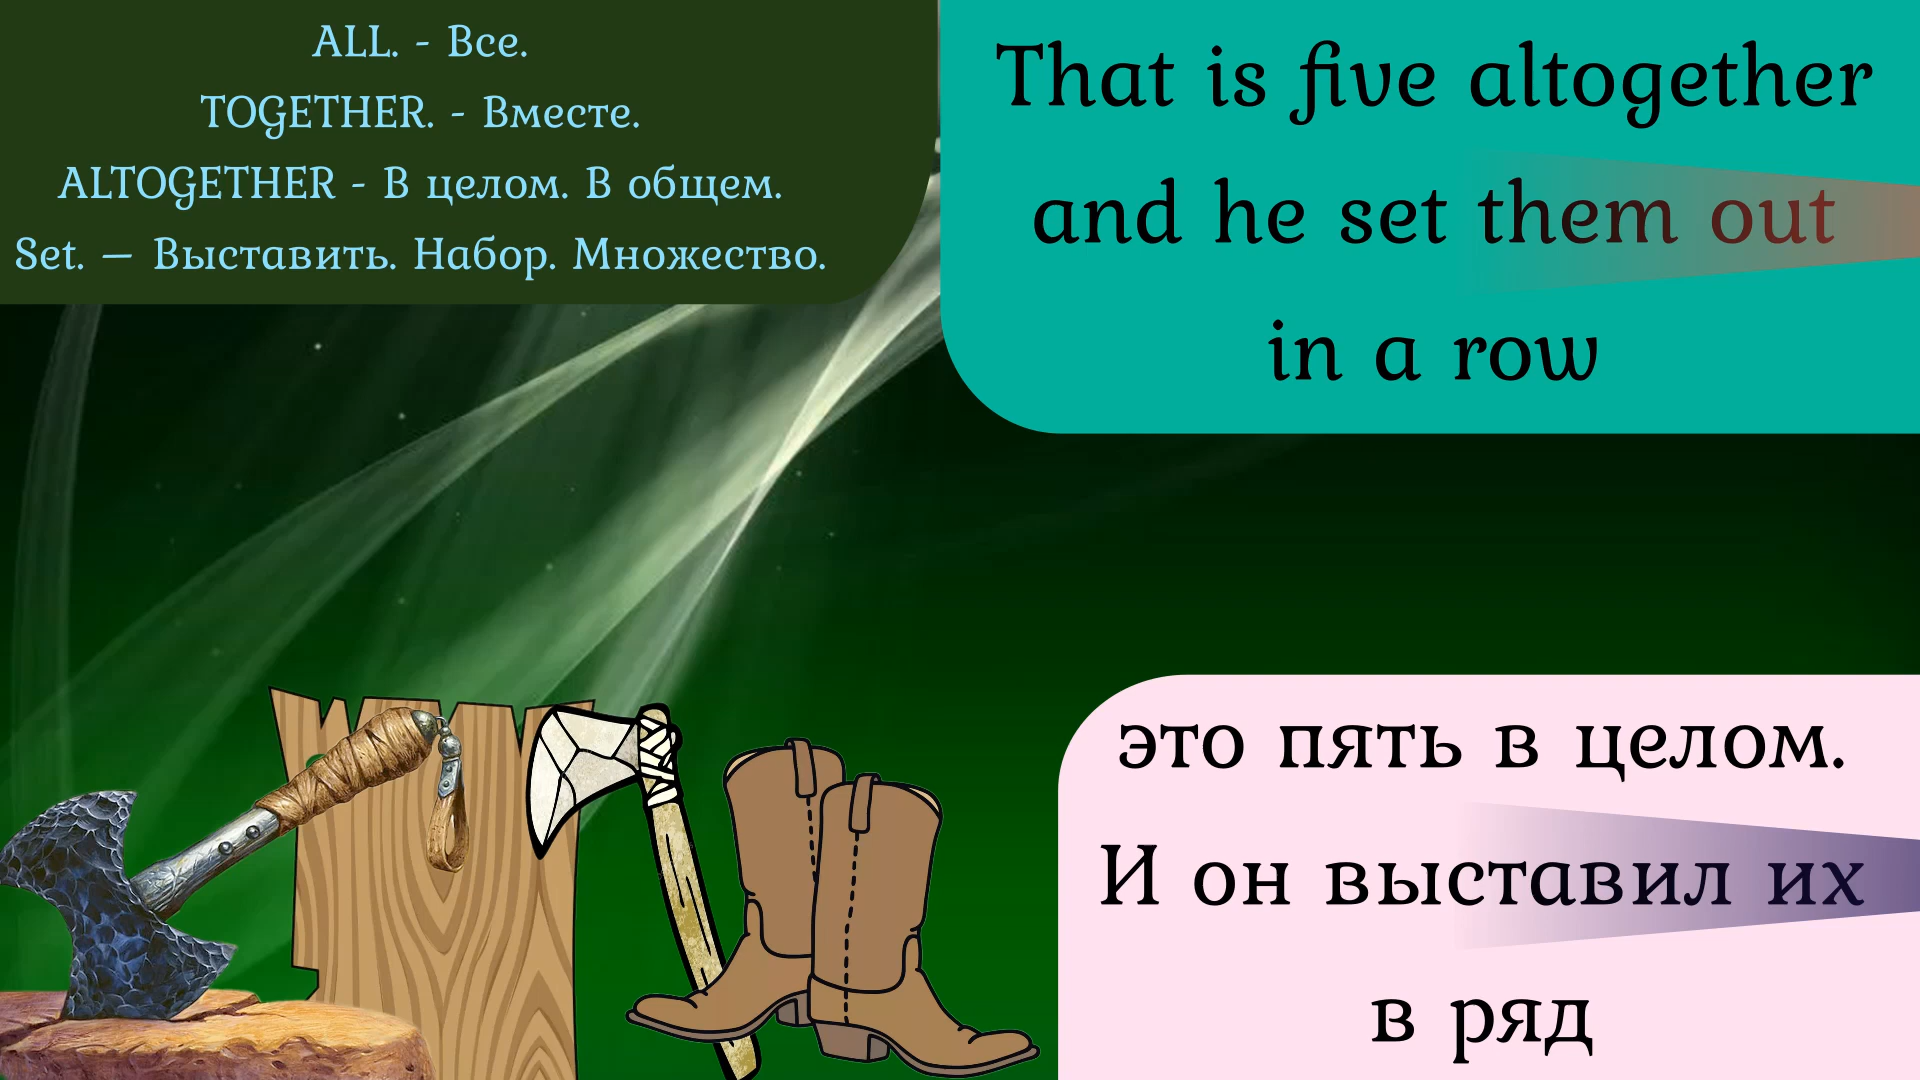 ALL. - Все.
TOGETHER. - Вместе.
ALTOGETHER - В целом. В общем.
Set. – Выставить. Набор. Множество.
That is five altogether
and he set them out
in a row
это пять в целом.
И он выставил их
в ряд